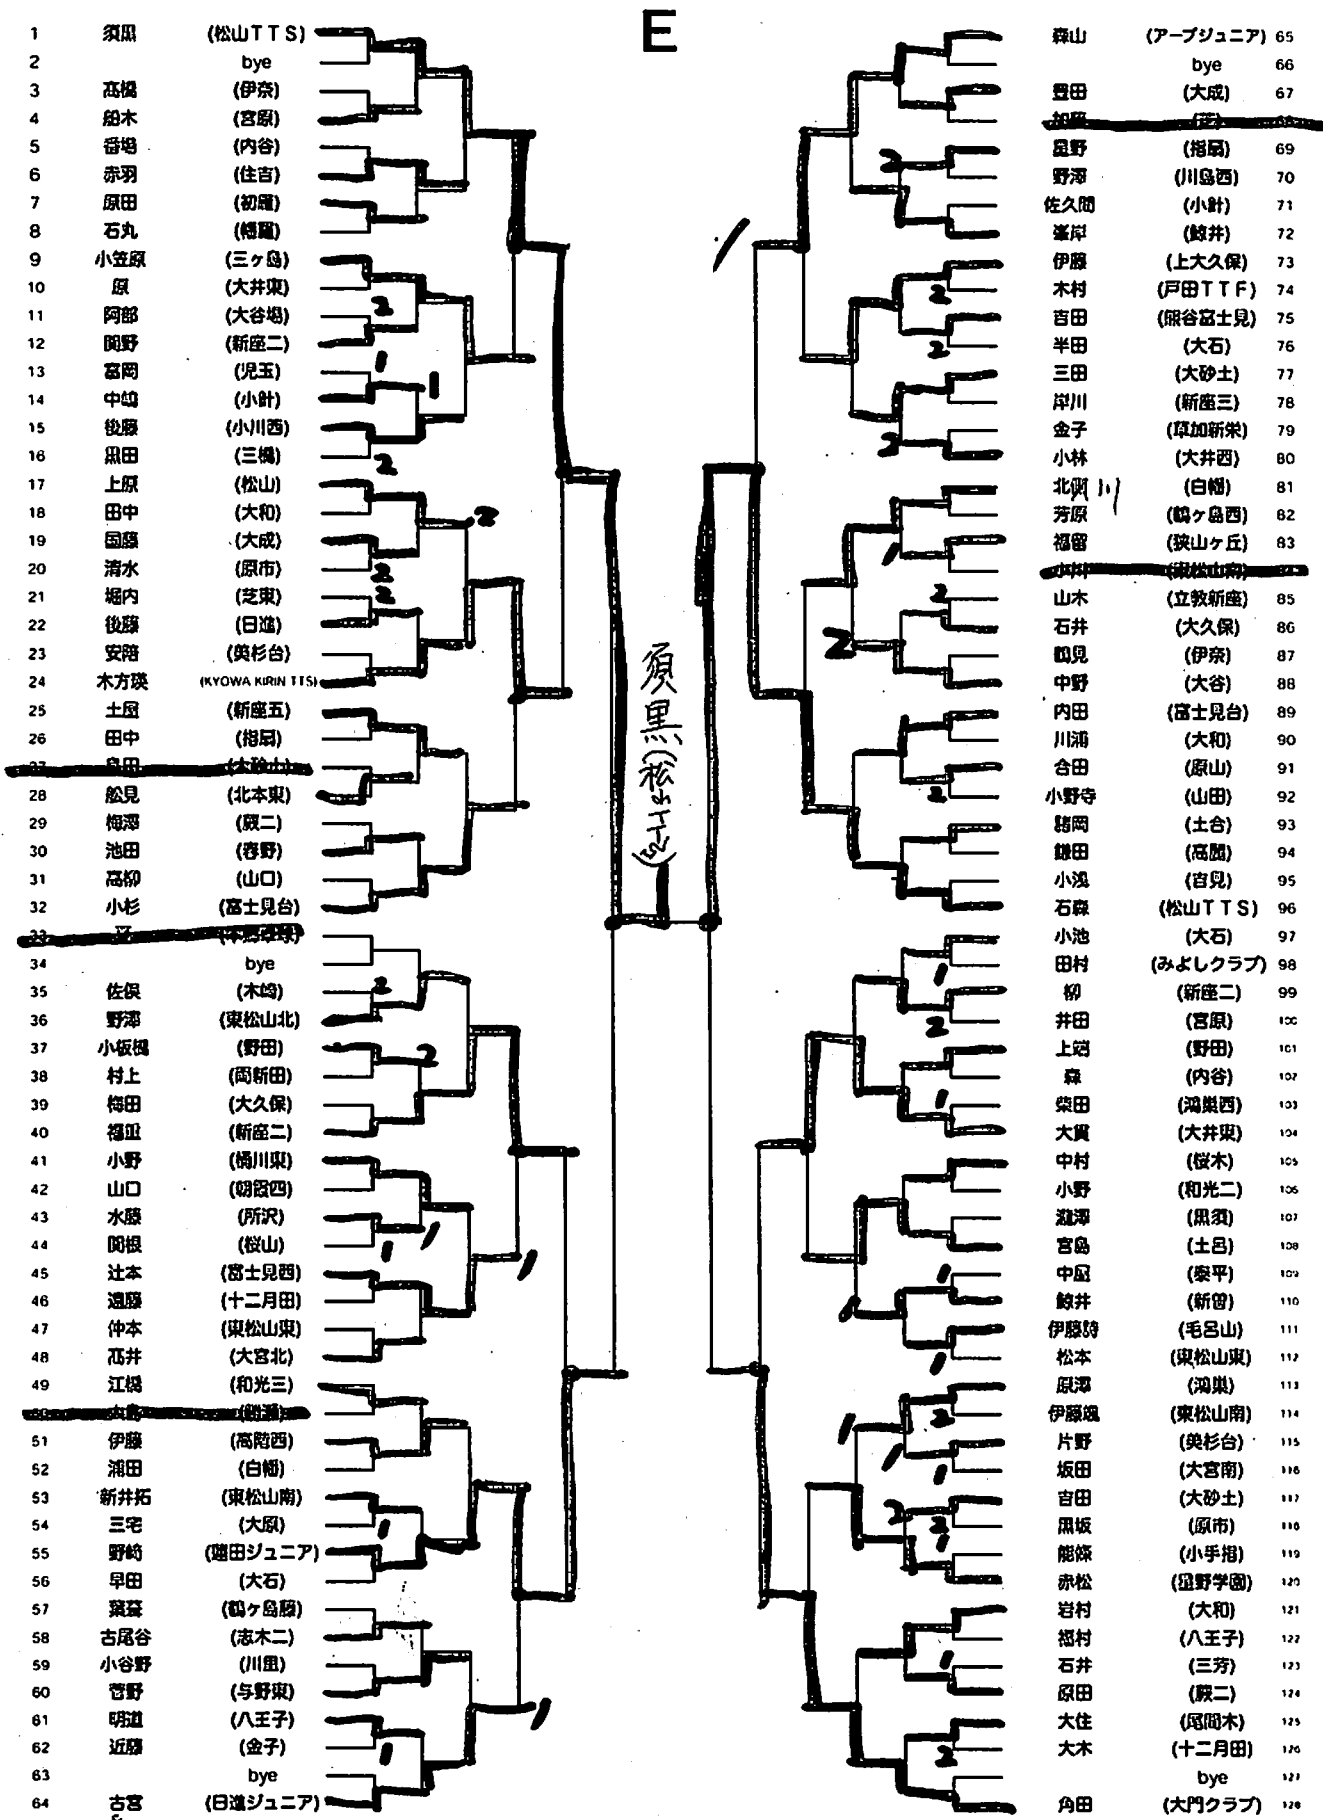 E
1 須黒 (松山TTS)
2 bye
3 高橋 (伊奈)
4 船木 (宮原)
5 番場 (内谷)
6 赤羽 (住吉)
7 原田 (初雁)
8 石丸 (幡羅)
9 小笠原 (三ヶ島)
10 原 (大井東)
11 阿部 (大谷場)
12 関野 (新座二)
13 富岡 (児玉)
14 中嶋 (小針)
15 後藤 (小川西)
16 黒田 (三橋)
17 上原 (松山)
18 田中 (大和)
19 国藤 (大成)
20 清水 (原市)
21 堀内 (芝東)
22 後藤 (日進)
23 安陪 (美杉台)
24 木方瑛 (KYOWA KIRIN TTS)
25 土屋 (新座五)
26 田中 (指扇)
27 島田 (大砂土)
28 舩見 (北本東)
29 梅澤 (蕨二)
30 池田 (春野)
31 高柳 (山口)
32 小杉 (富士見台)
33
34 bye
35 佐俣 (木崎)
36 野澤 (東松山北)
37 小板橋 (野田)
38 村上 (両新田)
39 梅田 (大久保)
40 福重 (新座二)
41 小野 (桶川東)
42 山口 (朝霞四)
43 水藤 (所沢)
44 関根 (桜山)
45 辻本 (富士見西)
46 遠藤 (十二月田)
47 仲本 (東松山東)
48 髙井 (大宮北)
49 江橋 (和光三)
50
51 伊藤 (高階西)
52 浦田 (白幡)
53 新井拓 (東松山南)
54 三宅 (大原)
55 野崎 (蓮田ジュニア)
56 早田 (大石)
57 (鶴ヶ島藤)
58 古尾谷 (志木二)
59 小谷野 (川里)
60 菅野 (与野東)
61 明道 (八王子)
62 近藤 (金子)
63 bye
64 古宮 (日進ジュニア)
須黒(松山TTS)
森山 (アープジュニア) 65
bye 66
豊田 (大成) 67
加藤 (芝) 68
星野 (指扇) 69
野澤 (川島西) 70
佐久間 (小針) 71
峯岸 (鯨井) 72
伊藤 (上大久保) 73
木村 (戸田TTF) 74
吉田 (熊谷富士見) 75
半田 (大石) 76
三田 (大砂土) 77
岸川 (新座三) 78
金子 (草加新栄) 79
小林 (大井西) 80
北側 川 (白幡) 81
芳原 (鶴ヶ島西) 82
福留 (狭山ヶ丘) 83
小川 (東松山南) 84
山木 (立教新座) 85
石井 (大久保) 86
鶴見 (伊奈) 87
中野 (大谷) 88
内田 (富士見台) 89
川浦 (大和) 90
合田 (原山) 91
小野寺 (山田) 92
諸岡 (土合) 93
鎌田 (高麗) 94
小浅 (吉見) 95
石森 (松山TTS) 96
小池 (大石) 97
田村 (みよしクラブ) 98
柳 (新座二) 99
井田 (宮原) 100
上端 (野田) 101
森 (内谷) 102
柴田 (鴻巣西) 103
大貫 (大井東) 104
中村 (桜木) 105
小野 (和光二) 106
瀧澤 (黒須) 107
宮島 (土呂) 108
中屋 (泰平) 109
鯨井 (新曽) 110
伊藤詩 (毛呂山) 111
松本 (東松山東) 112
原澤 (鴻巣) 113
伊藤颯 (東松山南) 114
片野 (美杉台) 115
坂田 (大宮南) 116
吉田 (大砂土) 117
黒坂 (原市) 118
能條 (小手指) 119
赤松 (星野学園) 120
岩村 (大和) 121
福村 (八王子) 122
石井 (三芳) 123
原田 (蕨二) 124
大住 (尾間木) 125
大木 (十二月田) 126
bye 127
角田 (大門クラブ) 128